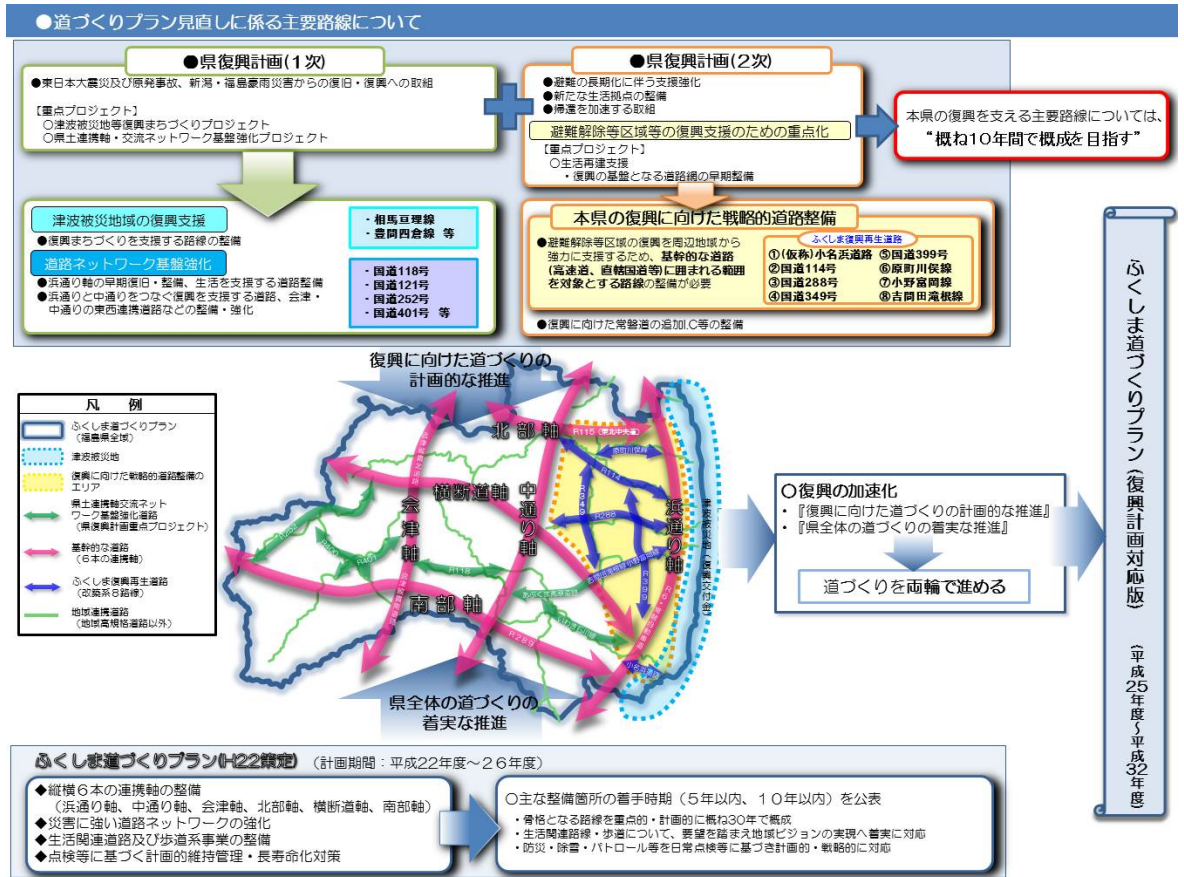 ●道づくりプラン見直しに係る主要路線について
●県復興計画(1次)
●東日本大震災及び原発事故、新潟・福島豪雨災害からの復旧・復興への取組
【重点プロジェクト】
○津波被災地等復興まちづくりプロジェクト
○県土連携軸・交流ネットワーク基盤強化プロジェクト
●県復興計画(2次)
●避難の長期化に伴う支援強化
●新たな生活拠点の整備
●帰還を加速する取組
避難解除等区域等の復興支援のための重点化
【重点プロジェクト】
○生活再建支援
・復興の基盤となる道路網の早期整備
本県の復興を支える主要路線については、
“概ね10年間で概成を目指す”
津波被災地域の復興支援
●復興まちづくりを支援する路線の整備
・相馬亘理線
・豊間四倉線 等
道路ネットワーク基盤強化
●浜通り軸の早期復旧・整備、生活を支援する道路整備
●浜通りと中通りをつなぐ復興を支援する道路、会津・
中通りの東西連携道路などの整備・強化
・国道118号
・国道121号
・国道252号
・国道401号 等
本県の復興に向けた戦略的道路整備
●避難解除等区域の復興を周辺地域から
強力に支援するため、基幹的な道路
(高速道、直轄国道等)に囲まれる範囲
を対象とする路線の整備が必要
ふくしま復興再生道路
①(仮称)小名浜道路 ⑤国道399号
②国道114号 ⑥原町川俣線
③国道288号 ⑦小野富岡線
④国道349号 ⑧吉間田滝根線
●復興に向けた常磐道の追加I.C等の整備
復興に向けた道づくりの
計画的な推進
凡 例
ふくしま道づくりプラン
(福島県全域)
津波被災地
復興に向けた戦略的道路整備の
エリア
県土連携軸交流ネット
ワーク基盤強化道路
(県復興計画重点プロジェクト)
基幹的な道路
(6本の連携軸)
ふくしま復興再生道路
(改築系8路線)
地域連携道路
(地域高規格道路以外)
北部軸
R115(東北中央道)
原町川俣線
R114
R349
横断道軸
中通り軸
会津軸
浜通り軸
R288
R252
R401
R118
R399
南部軸
R289
小名浜道路
津波被災地(復興交付金)
県全体の道づくりの
着実な推進
○復興の加速化
・『復興に向けた道づくりの計画的な推進』
・『県全体の道づくりの着実な推進』
道づくりを両輪で進める
ふくしま道づくりプラン(復興計画対応版)
(平成25年度~平成32年度)
ふくしま道づくりプラン(H22策定) (計画期間:平成22年度~26年度)
◆縦横6本の連携軸の整備
(浜通り軸、中通り軸、会津軸、北部軸、横断道軸、南部軸)
◆災害に強い道路ネットワークの強化
◆生活関連道路及び歩道系事業の整備
◆点検等に基づく計画的維持管理・長寿命化対策
○主な整備箇所の着手時期(5年以内、10年以内)を公表
・骨格となる路線を重点的・計画的に概ね30年で概成
・生活関連路線・歩道について、要望を踏まえ地域ビジョンの実現へ着実に対応
・防災・除雪・パトロール等を日常点検等に基づき計画的・戦略的に対応